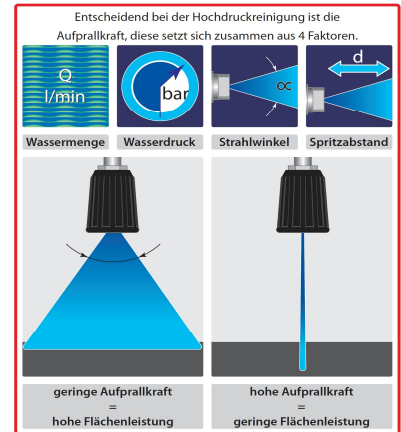 Entscheidend bei der Hochdruckreinigung ist die
Aufprallkraft, diese setzt sich zusammen aus 4 Faktoren.
Q
l/min
bar
∝
d
Wassermenge
Wasserdruck
Strahlwinkel
Spritzabstand
geringe Aufprallkraft
=
hohe Flächenleistung
hohe Aufprallkraft
=
geringe Flächenleistung